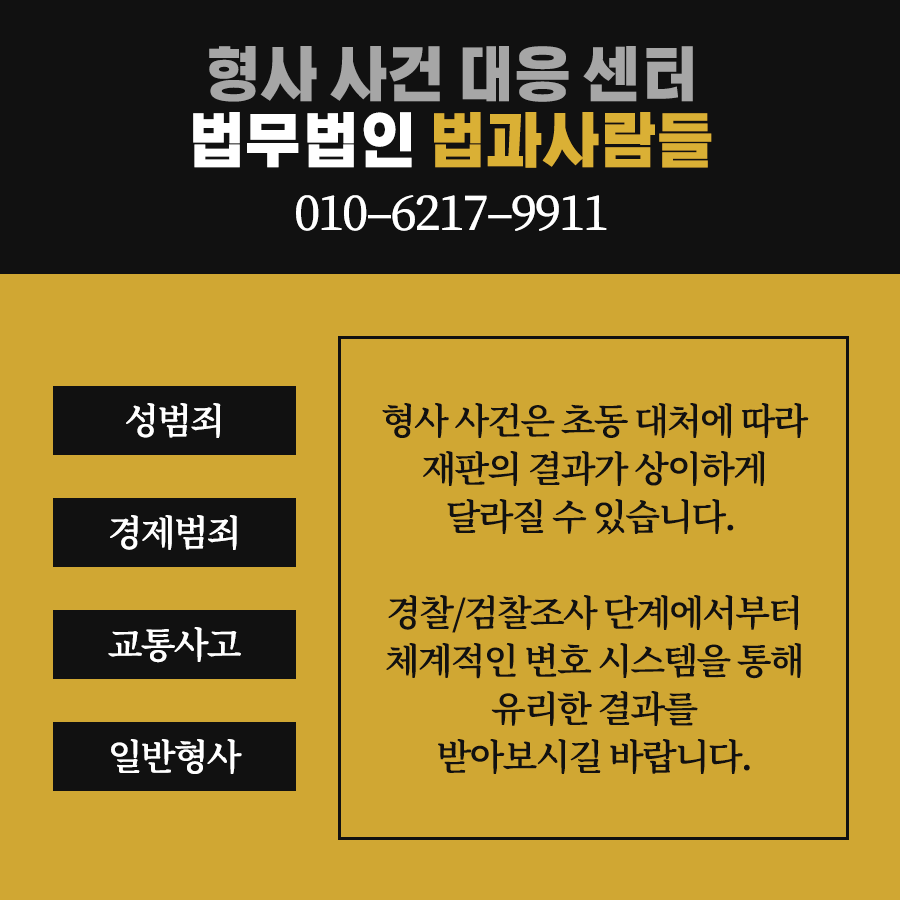 형사 사건 대응 센터
법무법인 법과사람들
010-6217-9911
성범죄
경제범죄
교통사고
일반형사
형사 사건은 초동 대처에 따라
재판의 결과가 상이하게
달라질 수 있습니다.
경찰/검찰조사 단계에서부터
체계적인 변호 시스템을 통해
유리한 결과를
받아보시길 바랍니다.